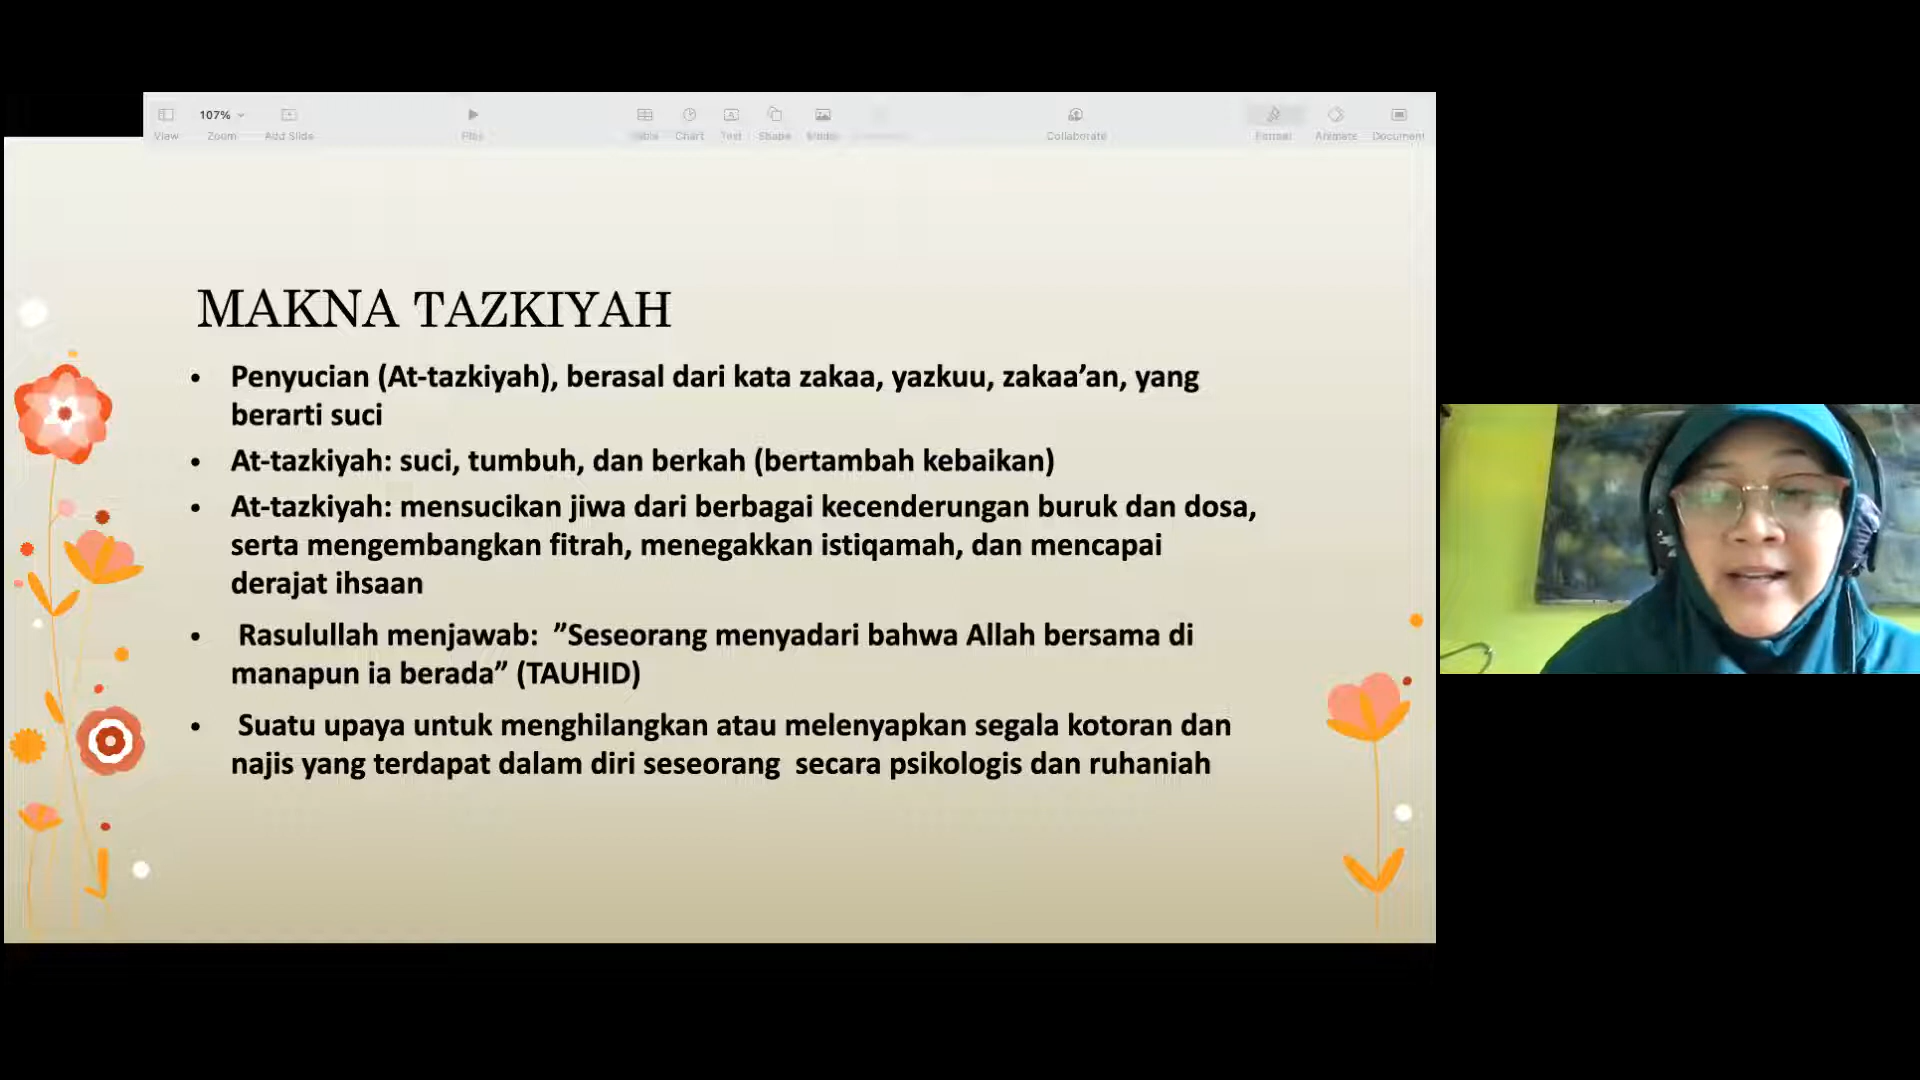 107%
View
Zoom
Add Slide
Play
Table
Chart
Text
Shape
Media
Collaborate
Format
Animate
Document
MAKNA TAZKIYAH
• Penyucian (At-tazkiyah), berasal dari kata zakaa, yazkuu, zakaa’an, yang
berarti suci
• At-tazkiyah: suci, tumbuh, dan berkah (bertambah kebaikan)
• At-tazkiyah: mensucikan jiwa dari berbagai kecenderungan buruk dan dosa,
serta mengembangkan fitrah, menegakkan istiqamah, dan mencapai
derajat ihsaan
• Rasulullah menjawab: ”Seseorang menyadari bahwa Allah bersama di
manapun ia berada” (TAUHID)
• Suatu upaya untuk menghilangkan atau melenyapkan segala kotoran dan
najis yang terdapat dalam diri seseorang secara psikologis dan ruhaniah